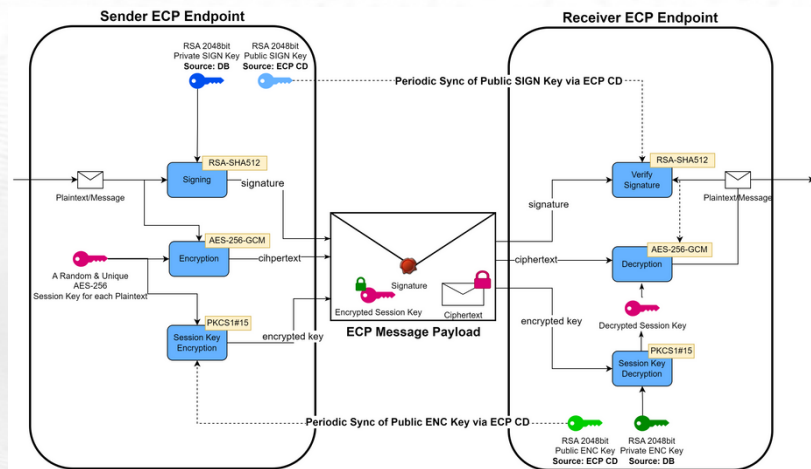 Sender ECP Endpoint
Receiver ECP Endpoint
RSA 2048bit
Private SIGN Key
Source: DB
RSA 2048bit
Public SIGN Key
Source: ECP CD
Periodic Sync of Public SIGN Key via ECP CD
RSA-SHA512
Signing
signature
Plaintext/Message
AES-256-GCM
Encryption
cihpertext
A Random & Unique
AES-256
Session Key for each Plaintext
PKCS1#15
Session Key
Encryption
encrypted key
Signature
Encrypted Session Key
Ciphertext
ECP Message Payload
signature
ciphertext
encrypted key
RSA-SHA512
Verify
Signature
Plaintext/Message
AES-256-GCM
Decryption
Decrypted Session Key
PKCS1#15
Session Key
Decryption
Periodic Sync of Public ENC Key via ECP CD
RSA 2048bit
Public ENC Key
Source: ECP CD
RSA 2048bit
Private ENC Key
Source: DB